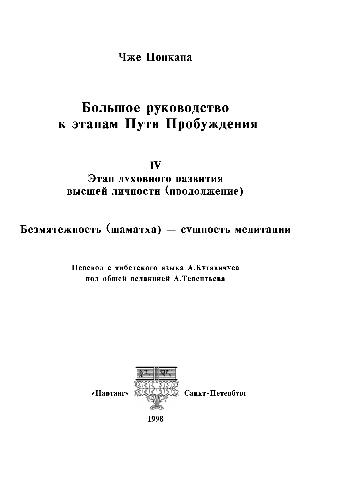 Чже Цонкапа
Большое руководство
к этапам Пути Пробуждения
IV
Этап духовного развития
высшей личности (продолжение)
Безмятежность (шаматха) — сущность медитации
Перевод с тибетского языка А.Кугявичуса
под общей редакцией А.Терентьева
«Нартанг» Санкт-Петербург
1998